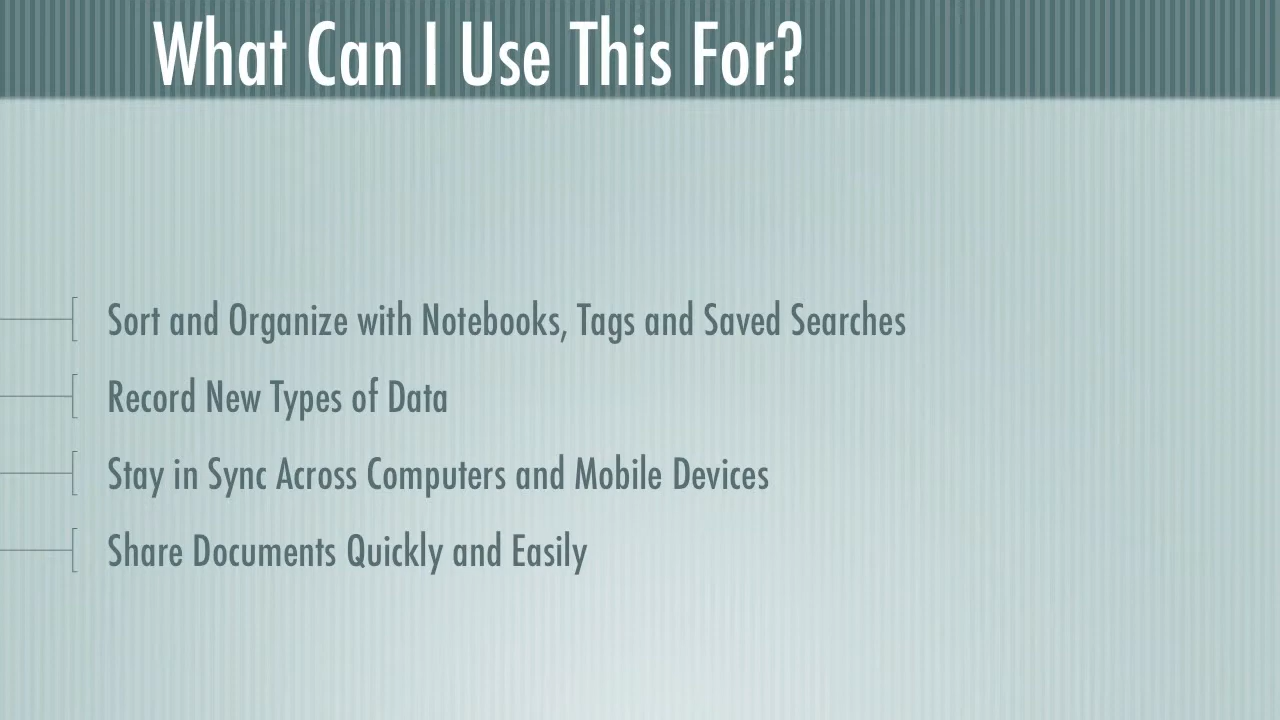 What Can I Use This For?
Sort and Organize with Notebooks, Tags and Saved Searches
Record New Types of Data
Stay in Sync Across Computers and Mobile Devices
Share Documents Quickly and Easily